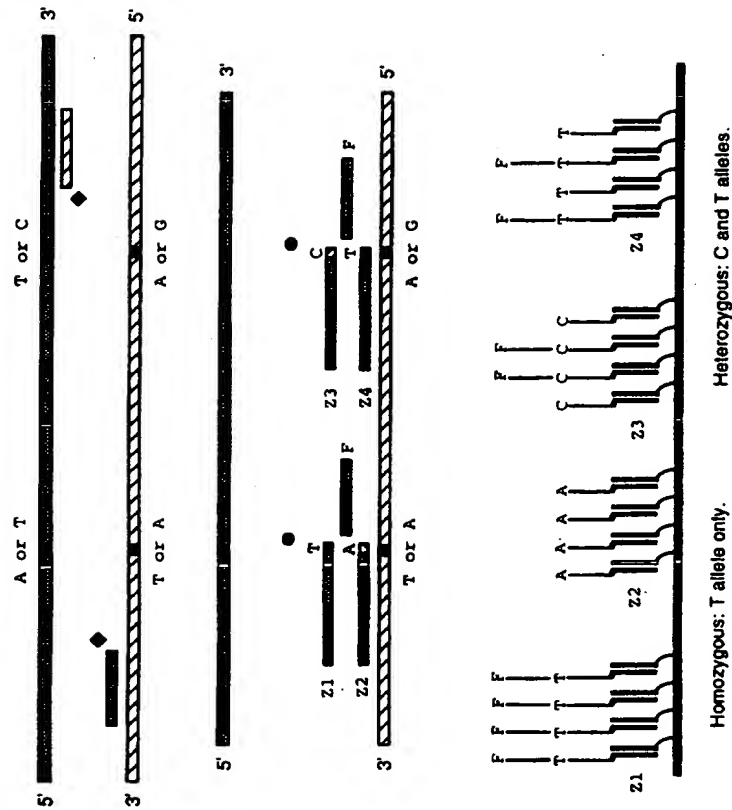 5' 3'
A or T T or C
3' 5'
T or A A or G
5' 3'
T C
Z1 F Z3 F
A T
Z2 Z4
3' 5'
T or A A or G
F F F F F F F F
T T T T A A A A C C C C T T T T
Z1 Z2 Z3 Z4
Homozygous: T allele only. Heterozygous: C and T alleles.